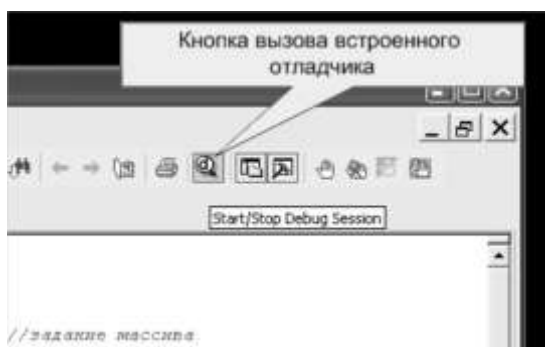 Кнопка вызова встроенного
отладчика
Start/Stop Debug Session
//задание массива